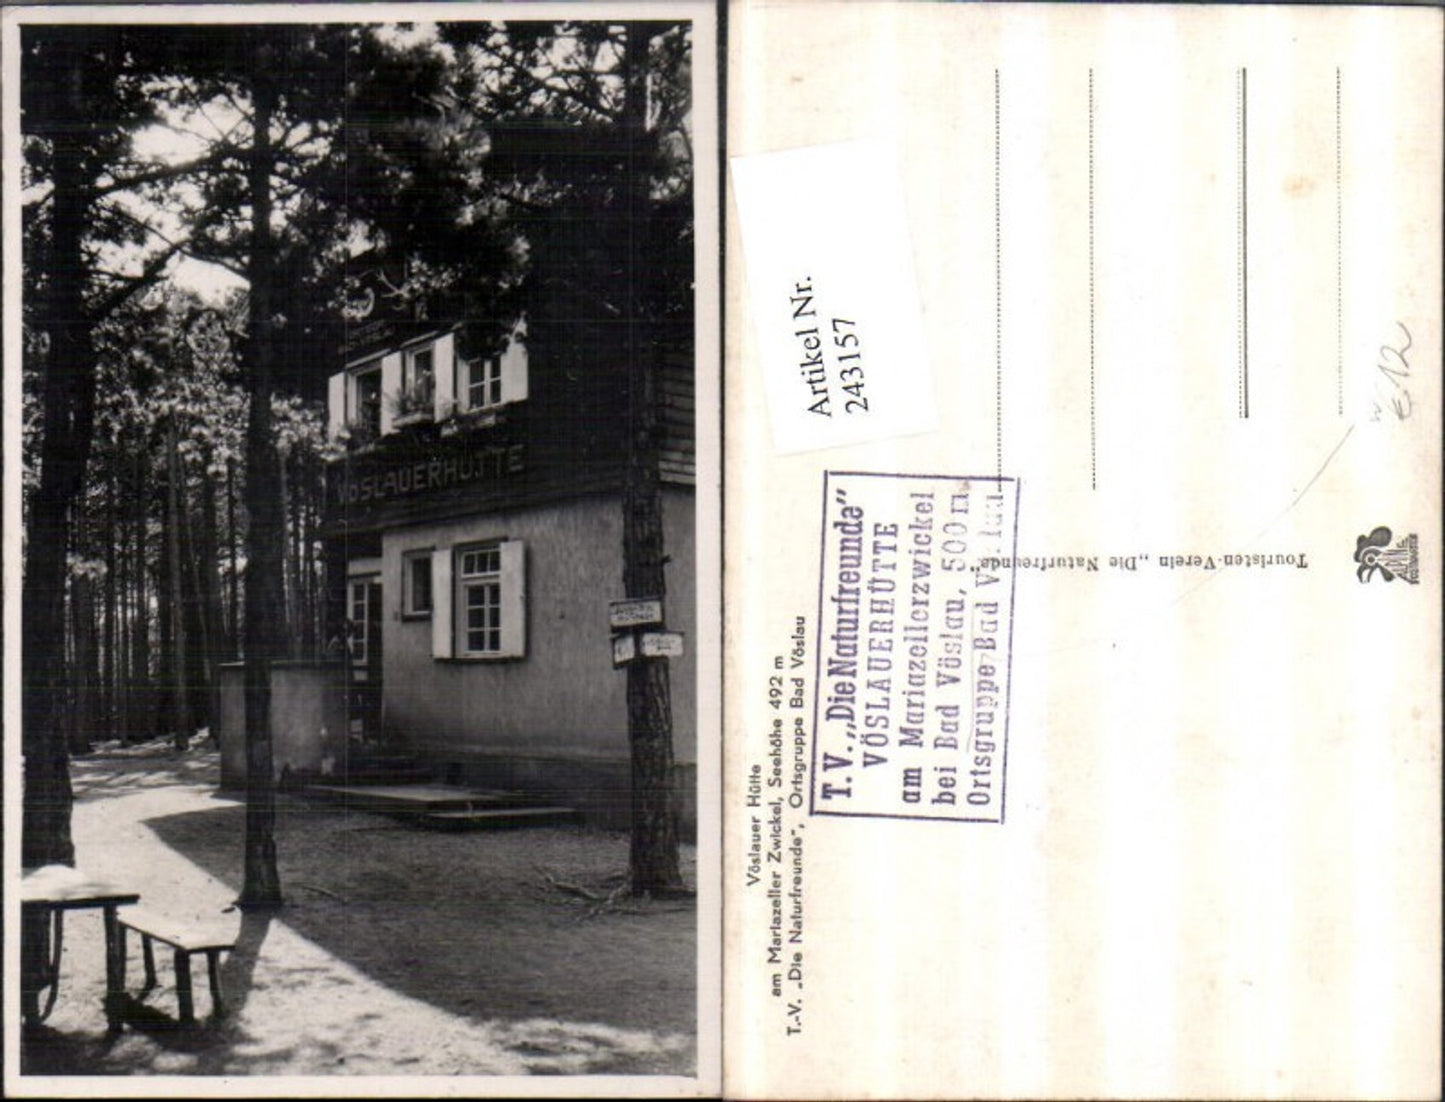 VÖSLAUERHÜTTE
Artikel Nr.
243157
Vöslauer Hütte
am Mariazeller Zwickel, Seehöhe 492 m
T.-V. „Die Naturfreunde", Ortsgruppe Bad Vöslau
T. V. „Die Naturfreunde"
VÖSLAUERHÜTTE
am Mariazellerzwickel
bei Bad Vöslau, 500 m
Ortsgruppe Bad Vöslau
Touristen-Verein „Die Naturfreunde"
€12